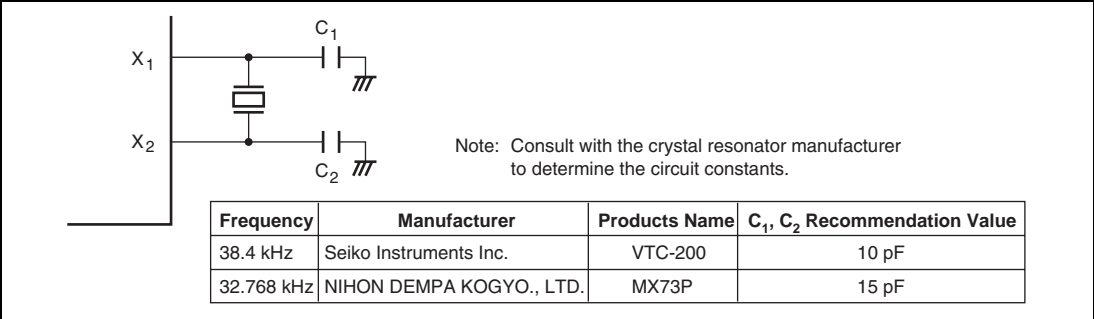 C1
X1
X2
C2
Note: Consult with the crystal resonator manufacturer
to determine the circuit constants.
Frequency Manufacturer Products Name C1, C2 Recommendation Value
38.4 kHz Seiko Instruments Inc. VTC-200 10 pF
32.768 kHz NIHON DEMPA KOGYO., LTD. MX73P 15 pF